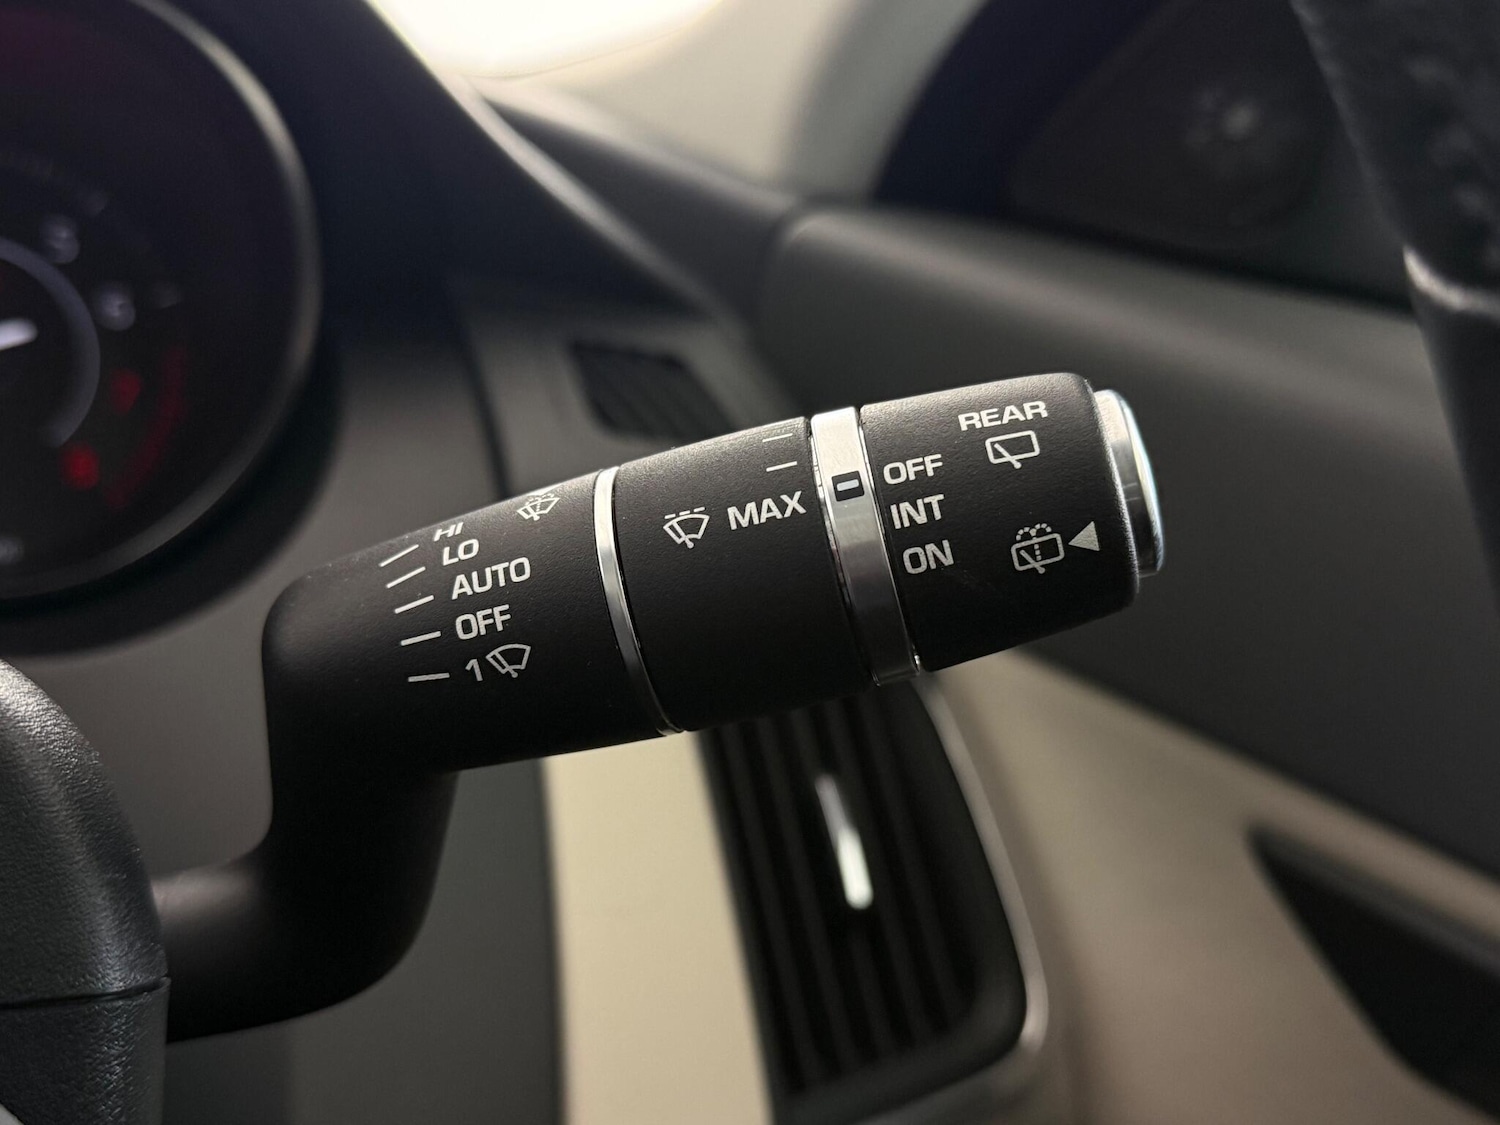 HI
LO
AUTO
OFF
1
MAX
REAR
OFF
INT
ON